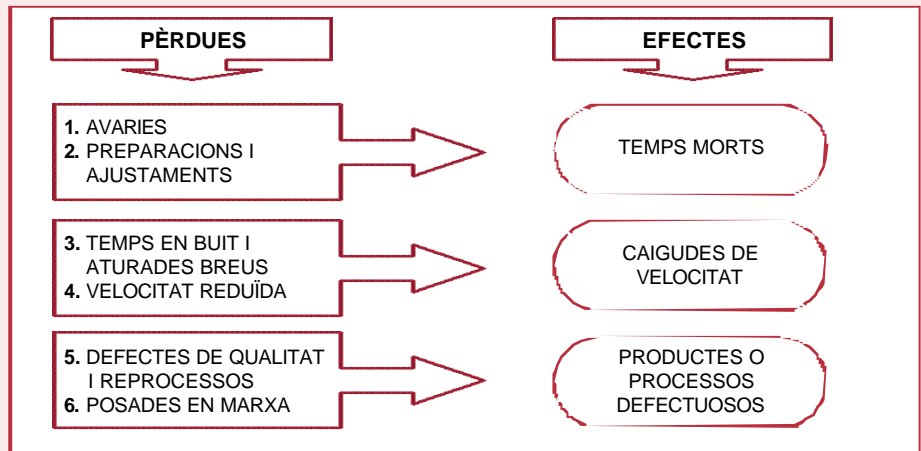 PÈRDUES
EFECTES
1. AVARIES
2. PREPARACIONS I
AJUSTAMENTS
TEMPS MORTS
3. TEMPS EN BUIT I
ATURADES BREUS
4. VELOCITAT REDUÏDA
CAIGUDES DE
VELOCITAT
5. DEFECTES DE QUALITAT
I REPROCESSOS
6. POSADES EN MARXA
PRODUCTES O
PROCESSOS
DEFECTUOSOS